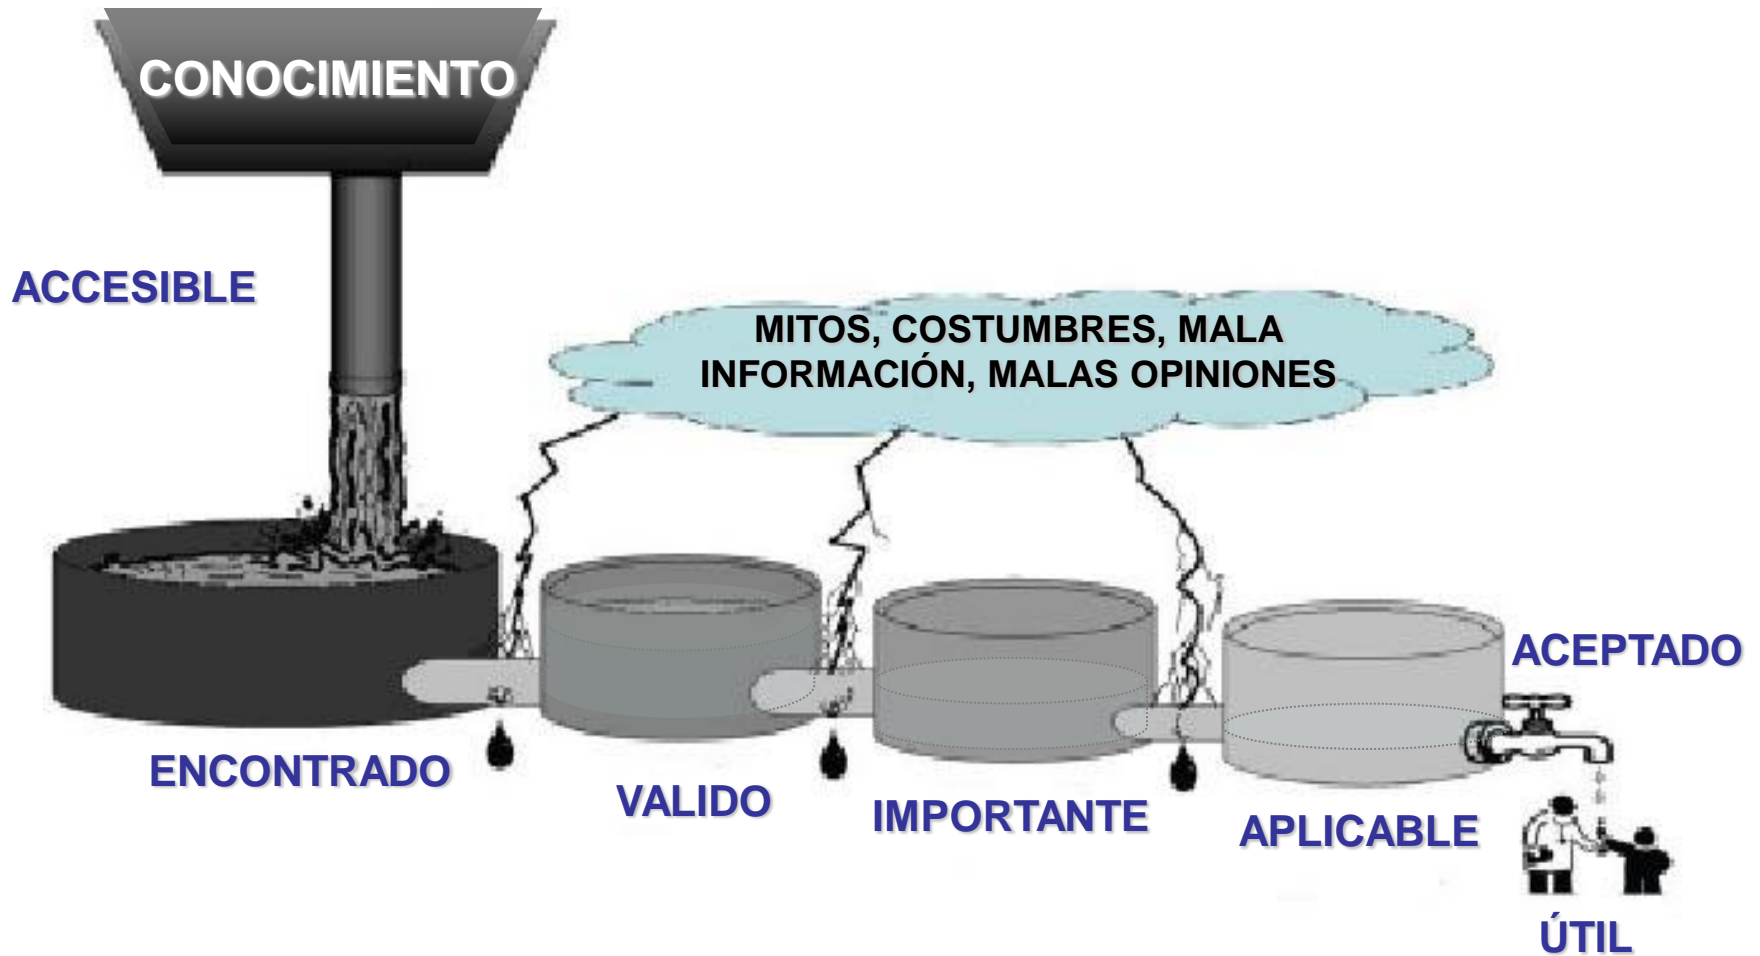 CONOCIMIENTO
ACCESIBLE
MITOS, COSTUMBRES, MALA
INFORMACIÓN, MALAS OPINIONES
ENCONTRADO
VALIDO
IMPORTANTE
APLICABLE
ACEPTADO
ÚTIL